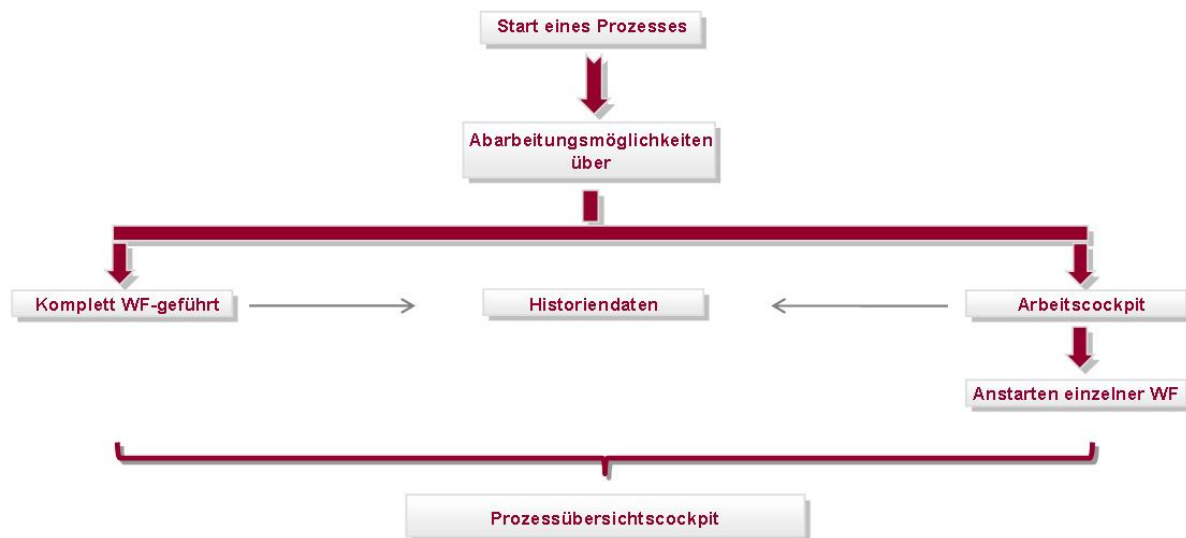 Start eines Prozesses
Abarbeitungsmöglichkeiten
über
Komplett WF-geführt
Historiendaten
Arbeitscockpit
Anstarten einzelner WF
Prozessübersichtscockpit